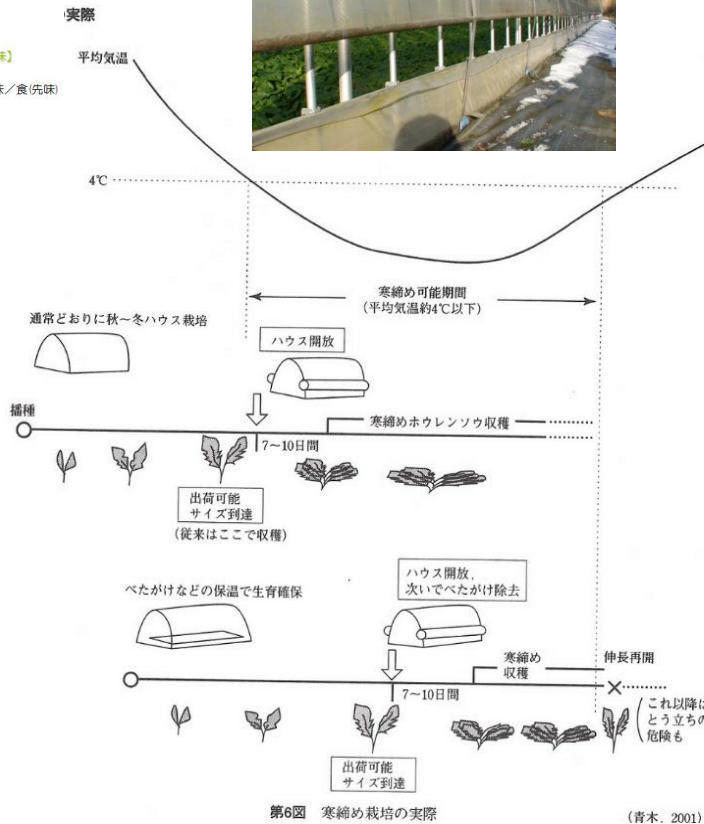 実際
味】
平均気温
味／食(先味)
4℃
寒締め可能期間
(平均気温約4℃以下)
通常どおりに秋〜冬ハウス栽培
ハウス開放
播種
寒締めホウレンソウ収穫
7〜10日間
出荷可能
サイズ到達
(従来はここで収穫)
べたがけなどの保温で生育確保
ハウス開放，
次いでべたがけ除去
寒締め
収穫
伸長再開
7〜10日間
これ以降は
とう立ちの
危険も
出荷可能
サイズ到達
第6図 寒締め栽培の実際
(青木，2001)